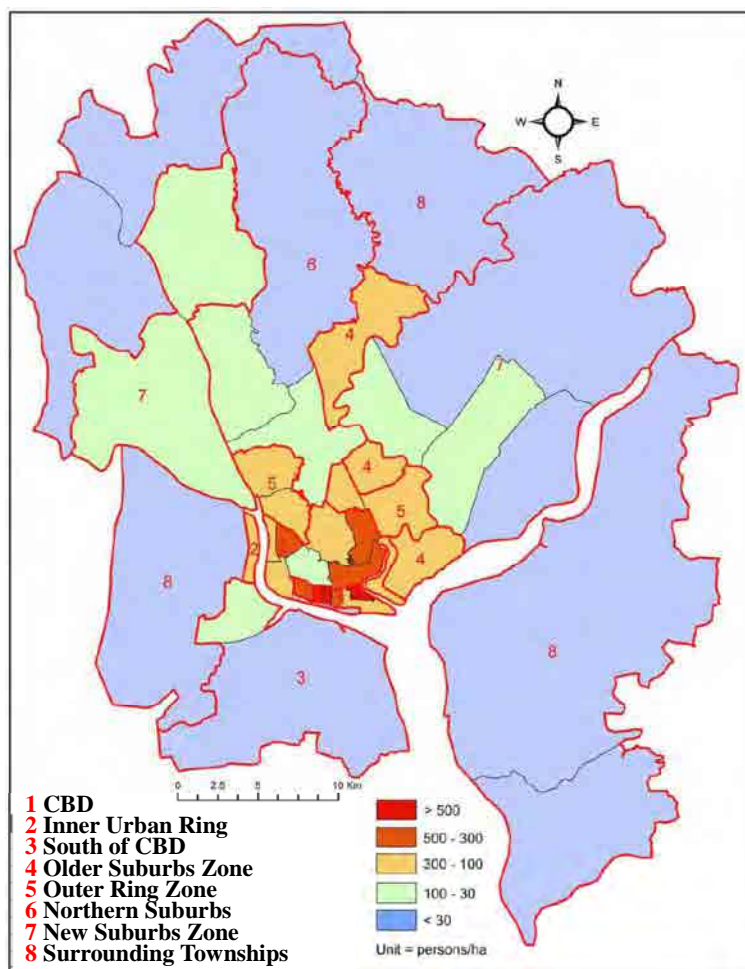 N
W E
S
8
6
4
7
7
4
5
5
2
4
8
8
3
0 2.5 5 10 Km
1 CBD
2 Inner Urban Ring
3 South of CBD
4 Older Suburbs Zone
5 Outer Ring Zone
6 Northern Suburbs
7 New Suburbs Zone
8 Surrounding Townships
> 500
500 - 300
300 - 100
100 - 30
< 30
Unit = persons/ha